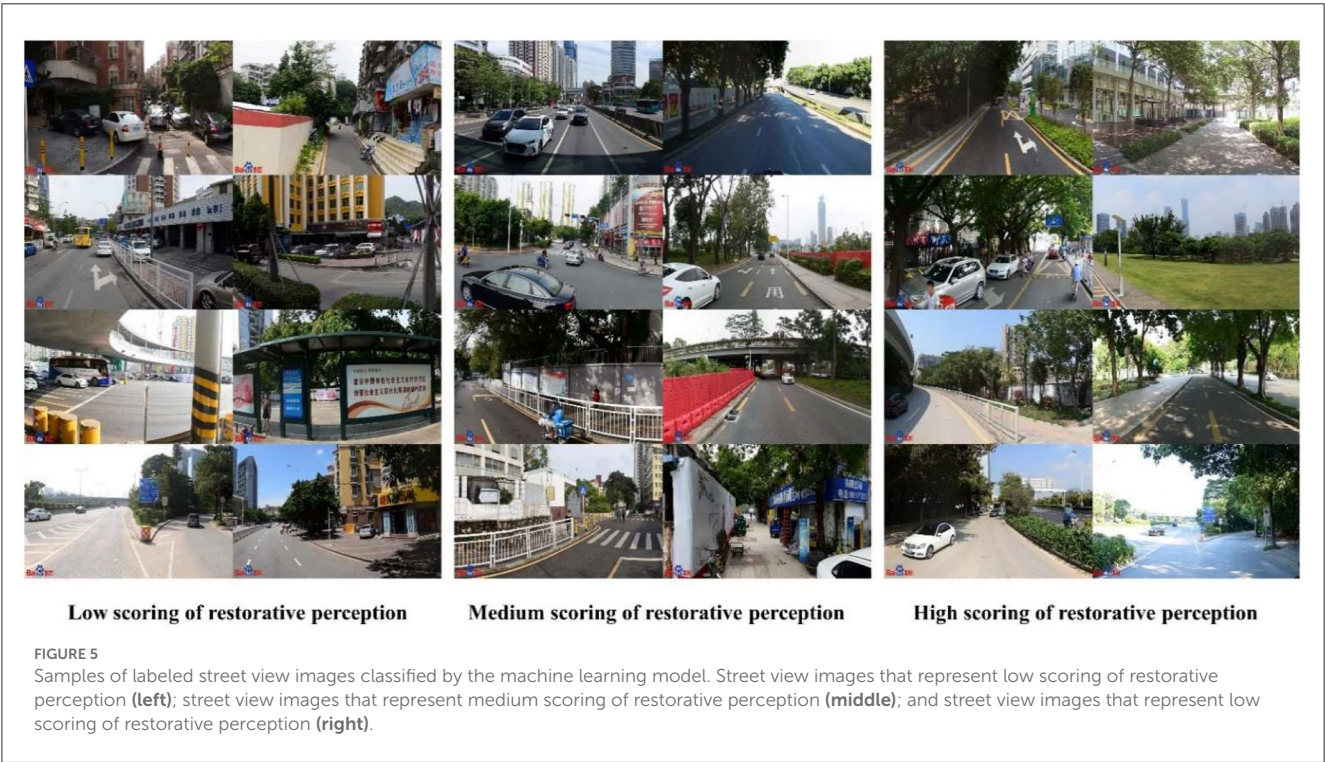 Low scoring of restorative perception
Medium scoring of restorative perception
High scoring of restorative perception
FIGURE 5
Samples of labeled street view images classified by the machine learning model. Street view images that represent low scoring of restorative
perception (left); street view images that represent medium scoring of restorative perception (middle); and street view images that represent low
scoring of restorative perception (right).